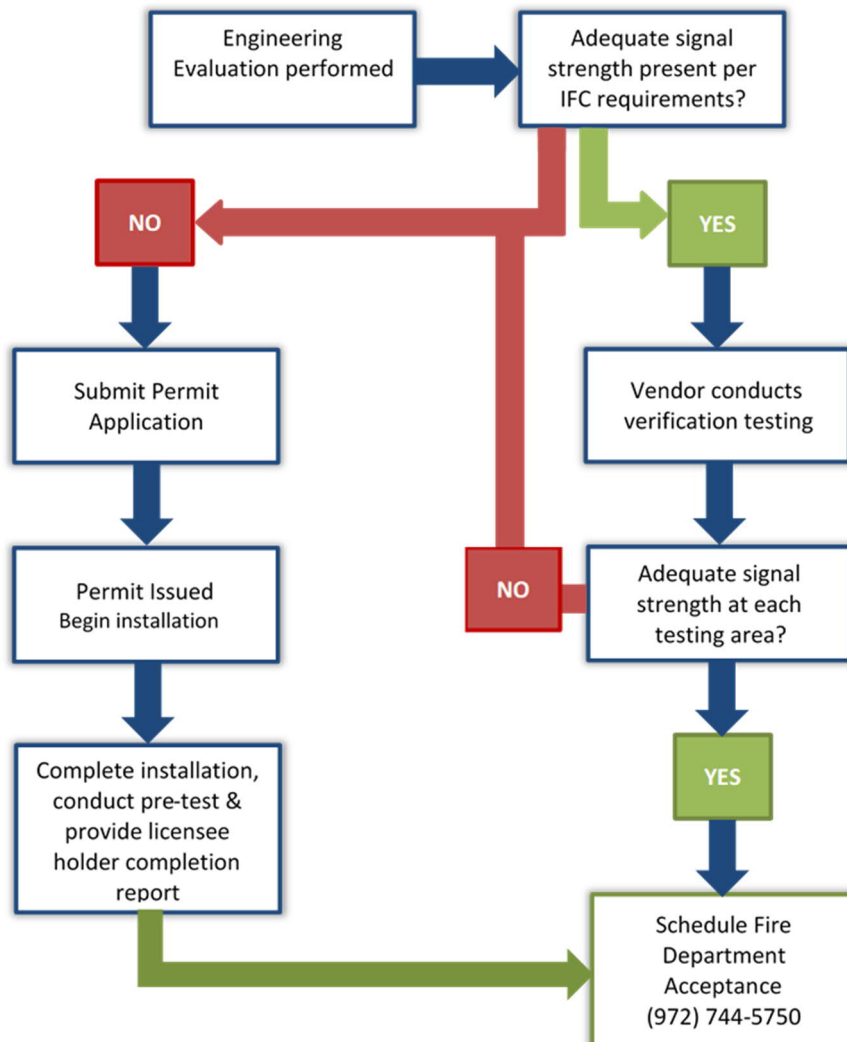 Engineering
Evaluation performed
Adequate signal
strength present per
IFC requirements?
NO
YES
Submit Permit
Application
Vendor conducts
verification testing
Permit Issued
Begin installation
NO
Adequate signal
strength at each
testing area?
Complete installation,
conduct pre-test &
provide licensee
holder completion
report
YES
Schedule Fire
Department
Acceptance
(972) 744-5750